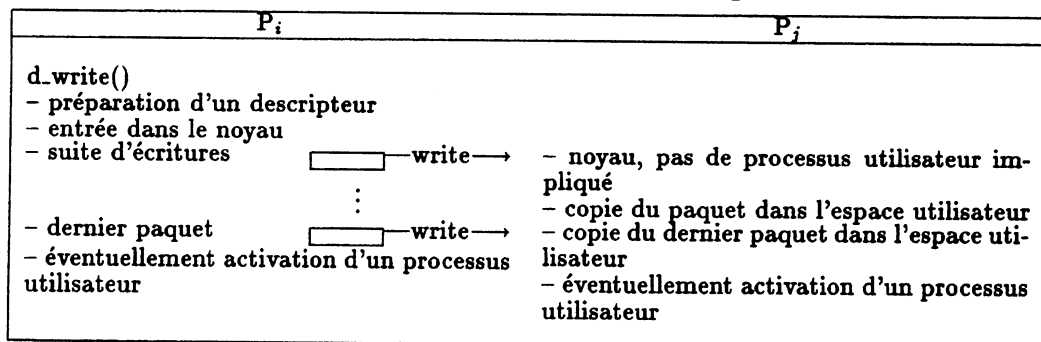 P_i
P_j
d_write()
– préparation d'un descripteur
– entrée dans le noyau
– suite d'écritures
write
– noyau, pas de processus utilisateur im-
pliqué
⋮
– copie du paquet dans l'espace utilisateur
– dernier paquet
write
– copie du dernier paquet dans l'espace uti-
lisateur
– éventuellement activation d'un processus
utilisateur
– éventuellement activation d'un processus
utilisateur